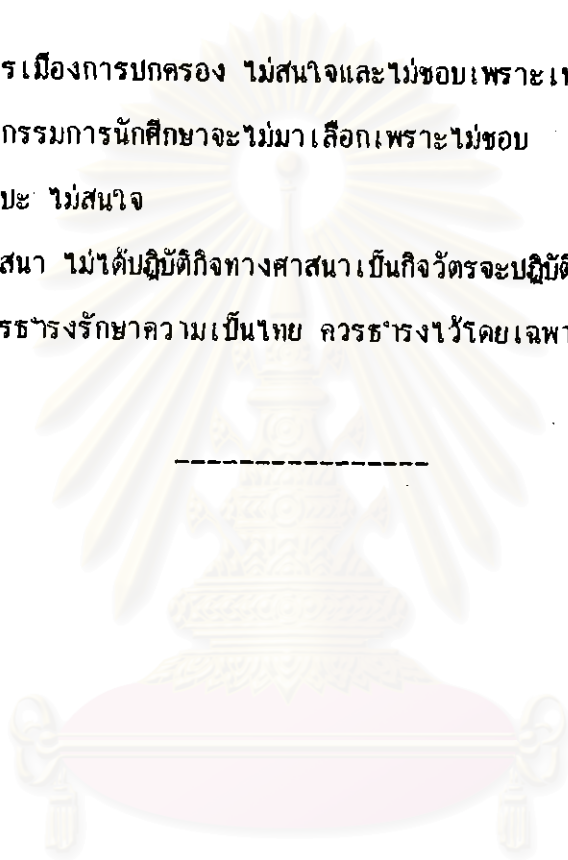 รเมืองการปกครอง ไม่สนใจและไม่ชอบเพราะเ
กรรมการนักศึกษาจะไม่มาเลือกเพราะไม่ชอบ
ปะ ไม่สนใจ
สนา ไม่ได้ปฏิบัติกิจทางศาสนาเป็นกิจวัตรจะปฏิบัติ
รธำรงรักษาความเป็นไทย ควรธำรงไว้โดยเฉพา